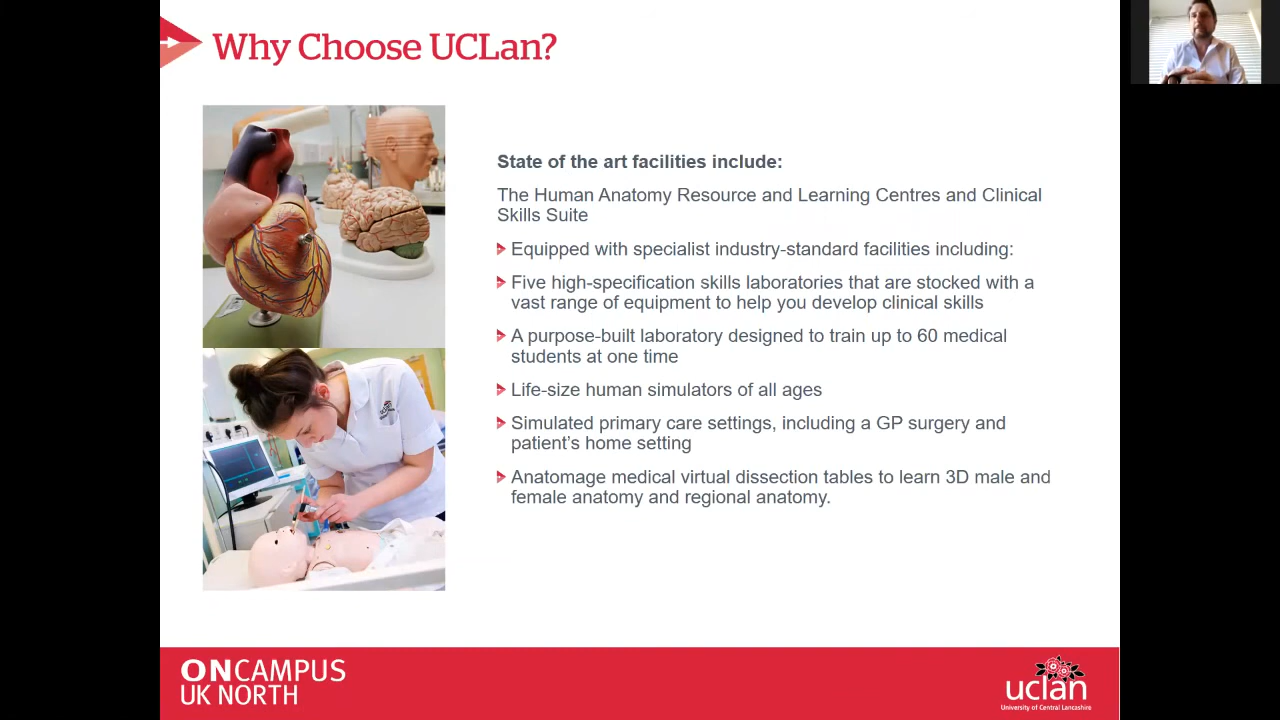 Why Choose UCLan?
State of the art facilities include:
The Human Anatomy Resource and Learning Centres and Clinical
Skills Suite
Equipped with specialist industry-standard facilities including:
Five high-specification skills laboratories that are stocked with a
vast range of equipment to help you develop clinical skills
A purpose-built laboratory designed to train up to 60 medical
students at one time
Life-size human simulators of all ages
Simulated primary care settings, including a GP surgery and
patient’s home setting
Anatomage medical virtual dissection tables to learn 3D male and
female anatomy and regional anatomy.
ONCAMPUS
UK NORTH
uclan
University of Central Lancashire